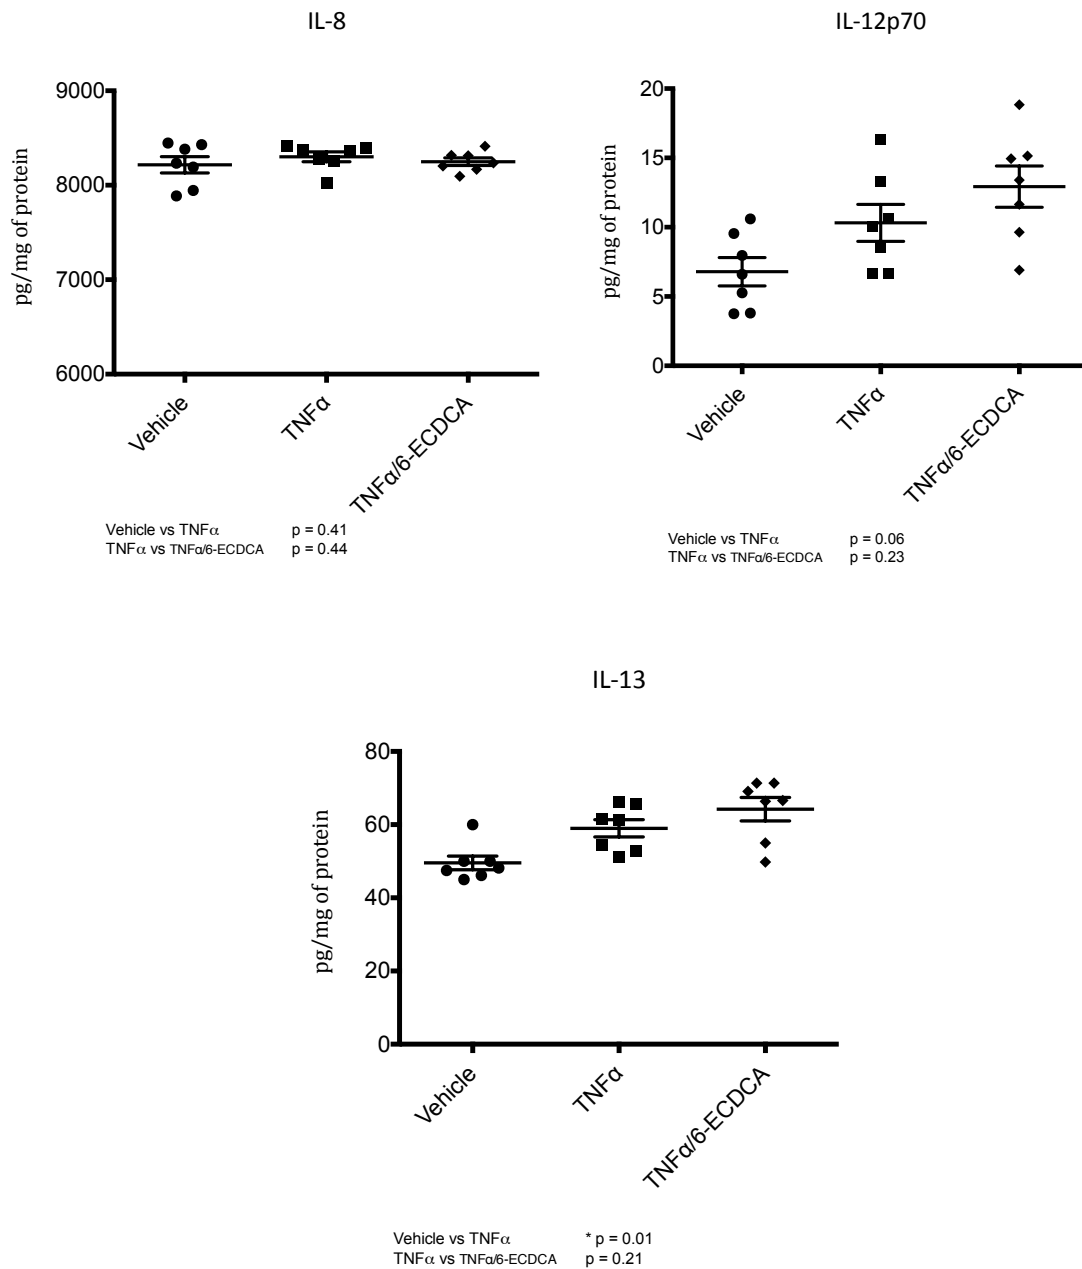 IL-8
pg/mg of protein
9000
8000
7000
6000
Vehicle
TNFα
TNFα/6-ECDCA
Vehicle vs TNFα p = 0.41
TNFα vs TNFα/6-ECDCA p = 0.44
IL-12p70
pg/mg of protein
20
15
10
5
0
Vehicle
TNFα
TNFα/6-ECDCA
Vehicle vs TNFα p = 0.06
TNFα vs TNFα/6-ECDCA p = 0.23
IL-13
pg/mg of protein
80
60
40
20
0
Vehicle
TNFα
TNFα/6-ECDCA
Vehicle vs TNFα * p = 0.01
TNFα vs TNFα/6-ECDCA p = 0.21